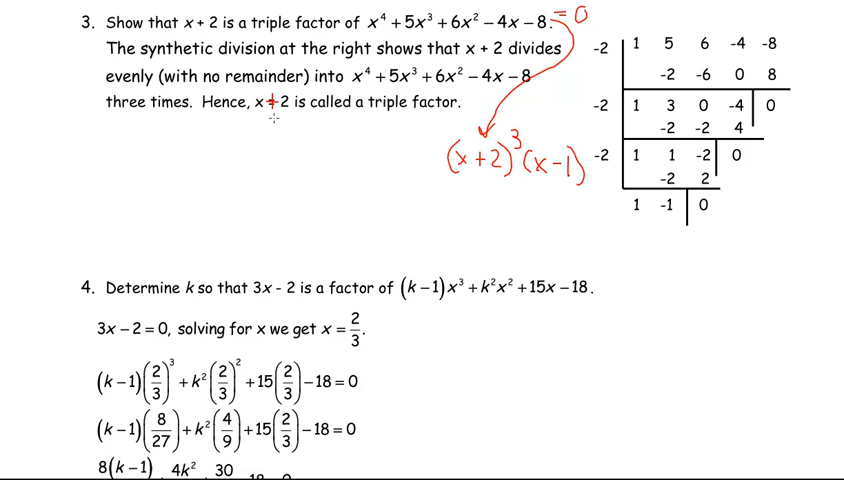 3. Show that x + 2 is a triple factor of x⁴ + 5x³ + 6x² − 4x − 8. = 0
The synthetic division at the right shows that x + 2 divides
evenly (with no remainder) into x⁴ + 5x³ + 6x² − 4x − 8
three times. Hence, x + 2 is called a triple factor.
(x + 2)³ (x − 1)
-2 1 5 6 -4 -8
-2 -6 0 8
-2 1 3 0 -4 0
-2 -2 4
-2 1 1 -2 0
-2 2
1 -1 0
4. Determine k so that 3x - 2 is a factor of (k − 1)x³ + k²x² + 15x − 18.
3x − 2 = 0, solving for x we get x = 2/3.
(k − 1)(2/3)³ + k²(2/3)² + 15(2/3) − 18 = 0
(k − 1)(8/27) + k²(4/9) + 15(2/3) − 18 = 0
8(k − 1) 4k² 30